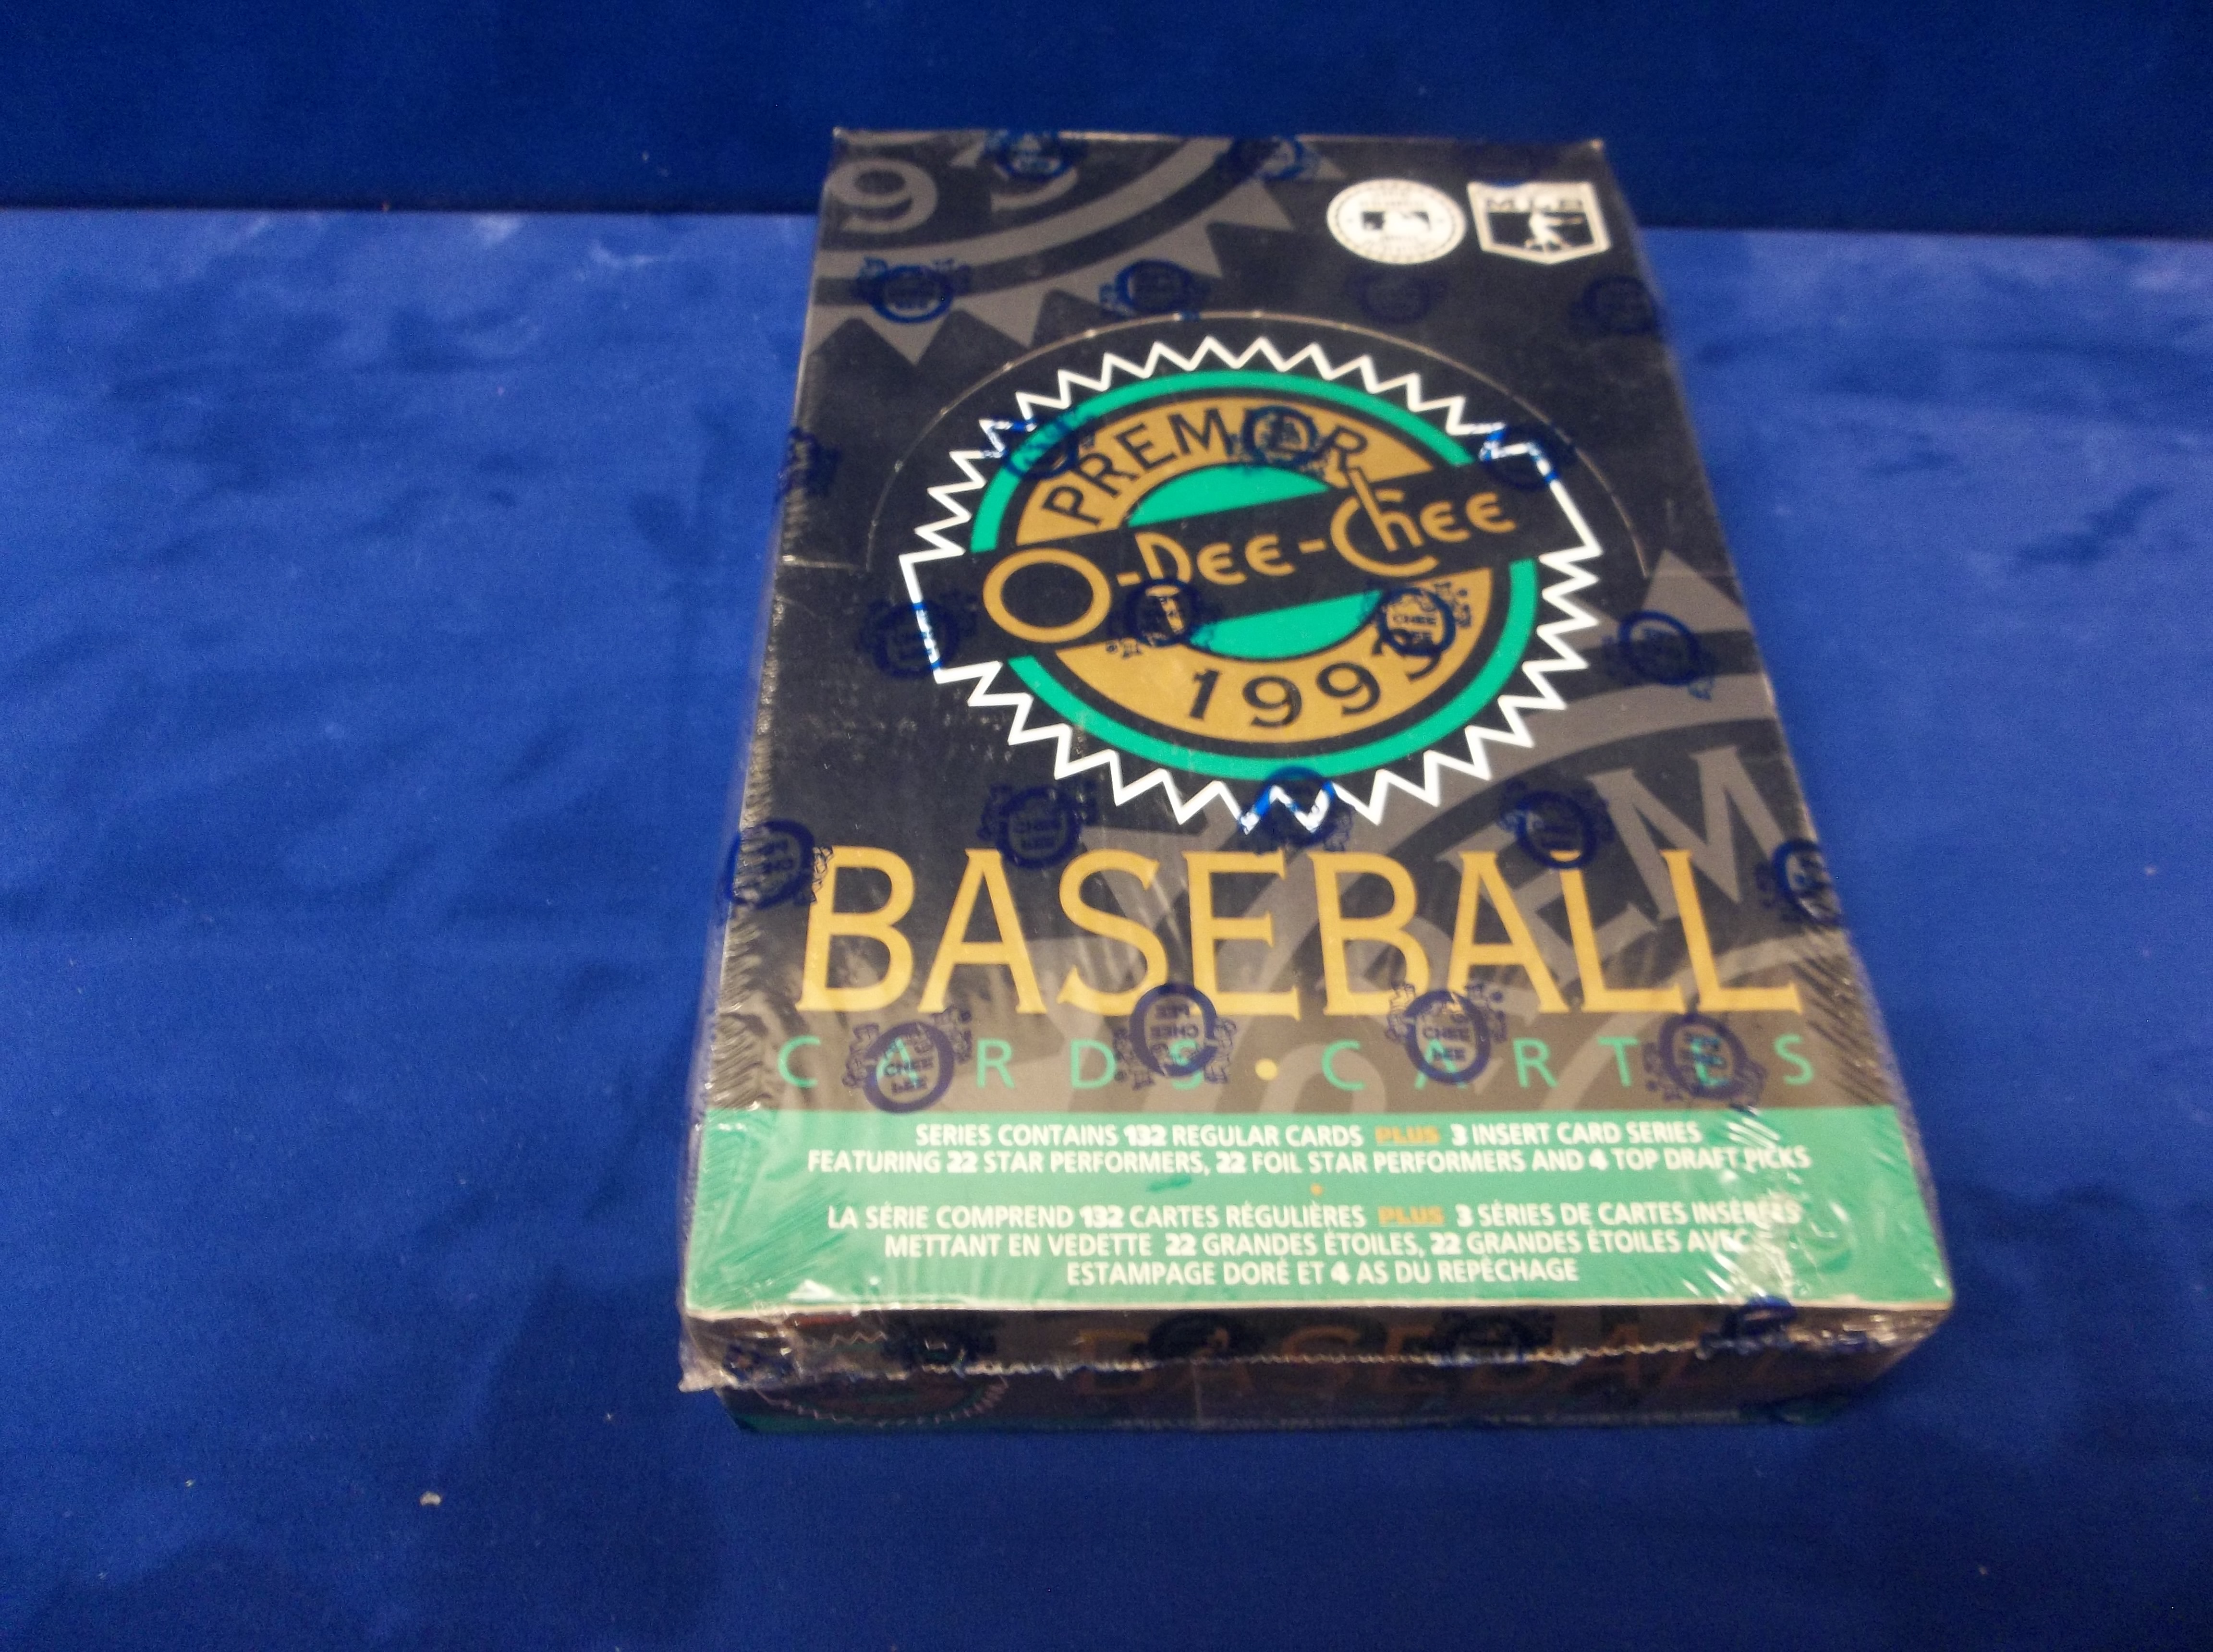 PREMIER
O-Pee-Chee
1993
BASEBALL
CARDS • CARTES
SERIES CONTAINS 132 REGULAR CARDS PLUS 3 INSERT CARD SERIES
FEATURING 22 STAR PERFORMERS, 22 FOIL STAR PERFORMERS AND 4 TOP DRAFT PICKS
LA SÉRIE COMPREND 132 CARTES RÉGULIÈRES PLUS 3 SÉRIES DE CARTES INSÉRÉES
METTANT EN VEDETTE 22 GRANDES ÉTOILES, 22 GRANDES ÉTOILES AVEC
ESTAMPAGE DORÉ ET 4 AS DU REPÊCHAGE
BASEBALL